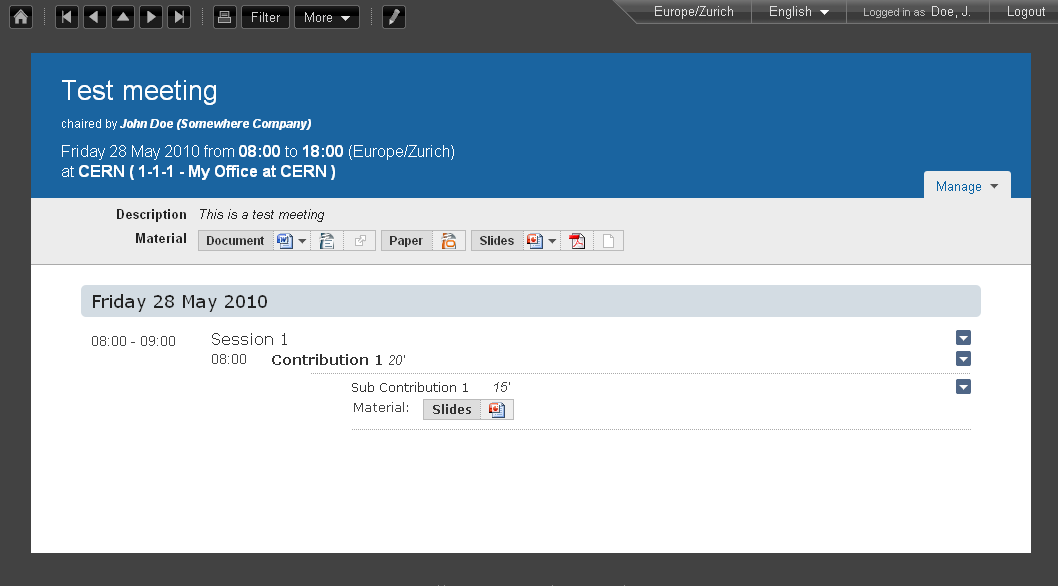 Filter More Europe/Zurich English Logged in as Doe, J. Logout
Test meeting
chaired by John Doe (Somewhere Company)
Friday 28 May 2010 from 08:00 to 18:00 (Europe/Zurich)
at CERN ( 1-1-1 - My Office at CERN )
Manage
Description This is a test meeting
Material Document Paper Slides
Friday 28 May 2010
08:00 - 09:00 Session 1
08:00 Contribution 1 20'
Sub Contribution 1 15'
Material: Slides